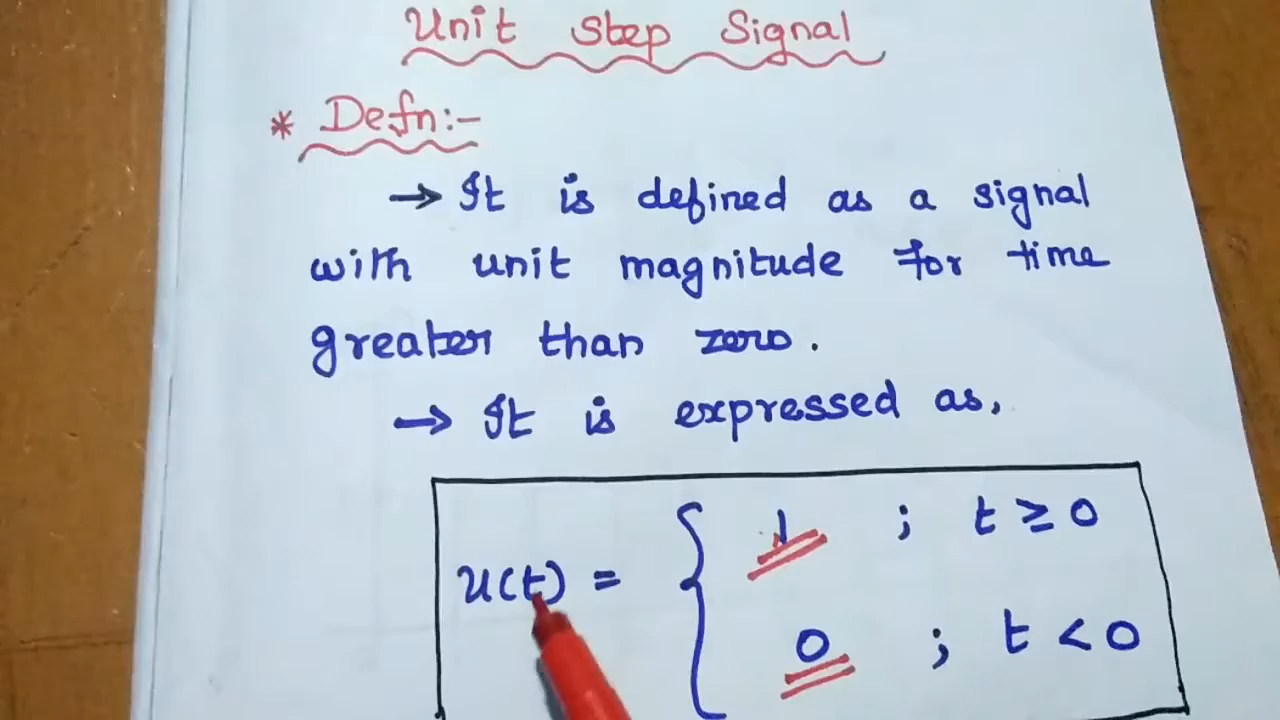 Unit Step Signal
* Defn:-
→ It is defined as a signal
with unit magnitude for time
greater than zero.
→ It is expressed as,
u(t) = { 1 ; t ≥ 0
0 ; t < 0